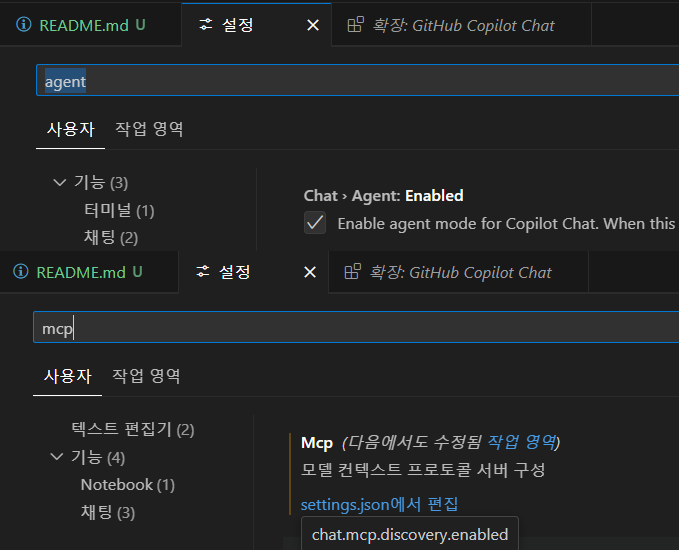 README.md U 설정 × 확장: GitHub Copilot Chat
agent
사용자 작업 영역
기능 (3)
터미널 (1)
채팅 (2)
Chat › Agent: Enabled
Enable agent mode for Copilot Chat. When this
README.md U 설정 × 확장: GitHub Copilot Chat
mcp
사용자 작업 영역
텍스트 편집기 (2)
기능 (4)
Notebook (1)
채팅 (3)
Mcp (다음에서도 수정됨 작업 영역)
모델 컨텍스트 프로토콜 서버 구성
settings.json에서 편집
chat.mcp.discovery.enabled